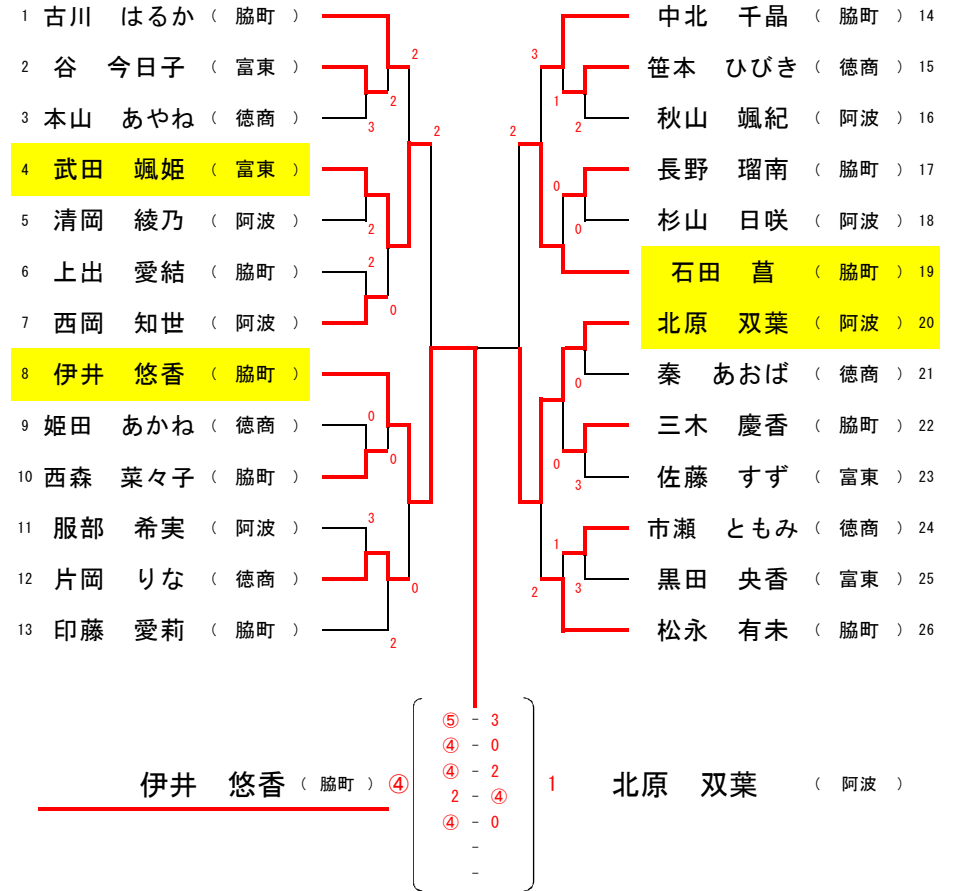 1 古川 はるか （ 脇町 ）
2 谷 今日子 （ 富東 ）
3 本山 あやね （ 徳商 ）
4 武田 颯姫 （ 富東 ）
5 清岡 綾乃 （ 阿波 ）
6 上出 愛結 （ 脇町 ）
7 西岡 知世 （ 阿波 ）
8 伊井 悠香 （ 脇町 ）
9 姫田 あかね （ 徳商 ）
10 西森 菜々子 （ 脇町 ）
11 服部 希実 （ 阿波 ）
12 片岡 りな （ 徳商 ）
13 印藤 愛莉 （ 脇町 ）
2
2
3
2
2
2
0
0
0
3
0
2
3
1
2
2
0
0
0
0
3
1
3
2
中北 千晶 （ 脇町 ） 14
笹本 ひびき （ 徳商 ） 15
秋山 颯紀 （ 阿波 ） 16
長野 瑠南 （ 脇町 ） 17
杉山 日咲 （ 阿波 ） 18
石田 菖 （ 脇町 ） 19
北原 双葉 （ 阿波 ） 20
秦 あおば （ 徳商 ） 21
三木 慶香 （ 脇町 ） 22
佐藤 すず （ 富東 ） 23
市瀬 ともみ （ 徳商 ） 24
黒田 央香 （ 富東 ） 25
松永 有未 （ 脇町 ） 26
伊井 悠香 （ 脇町 ） ④
⑤ - 3
④ - 0
④ - 2
2 - ④
④ - 0
-
-
1 北原 双葉 （ 阿波 ）